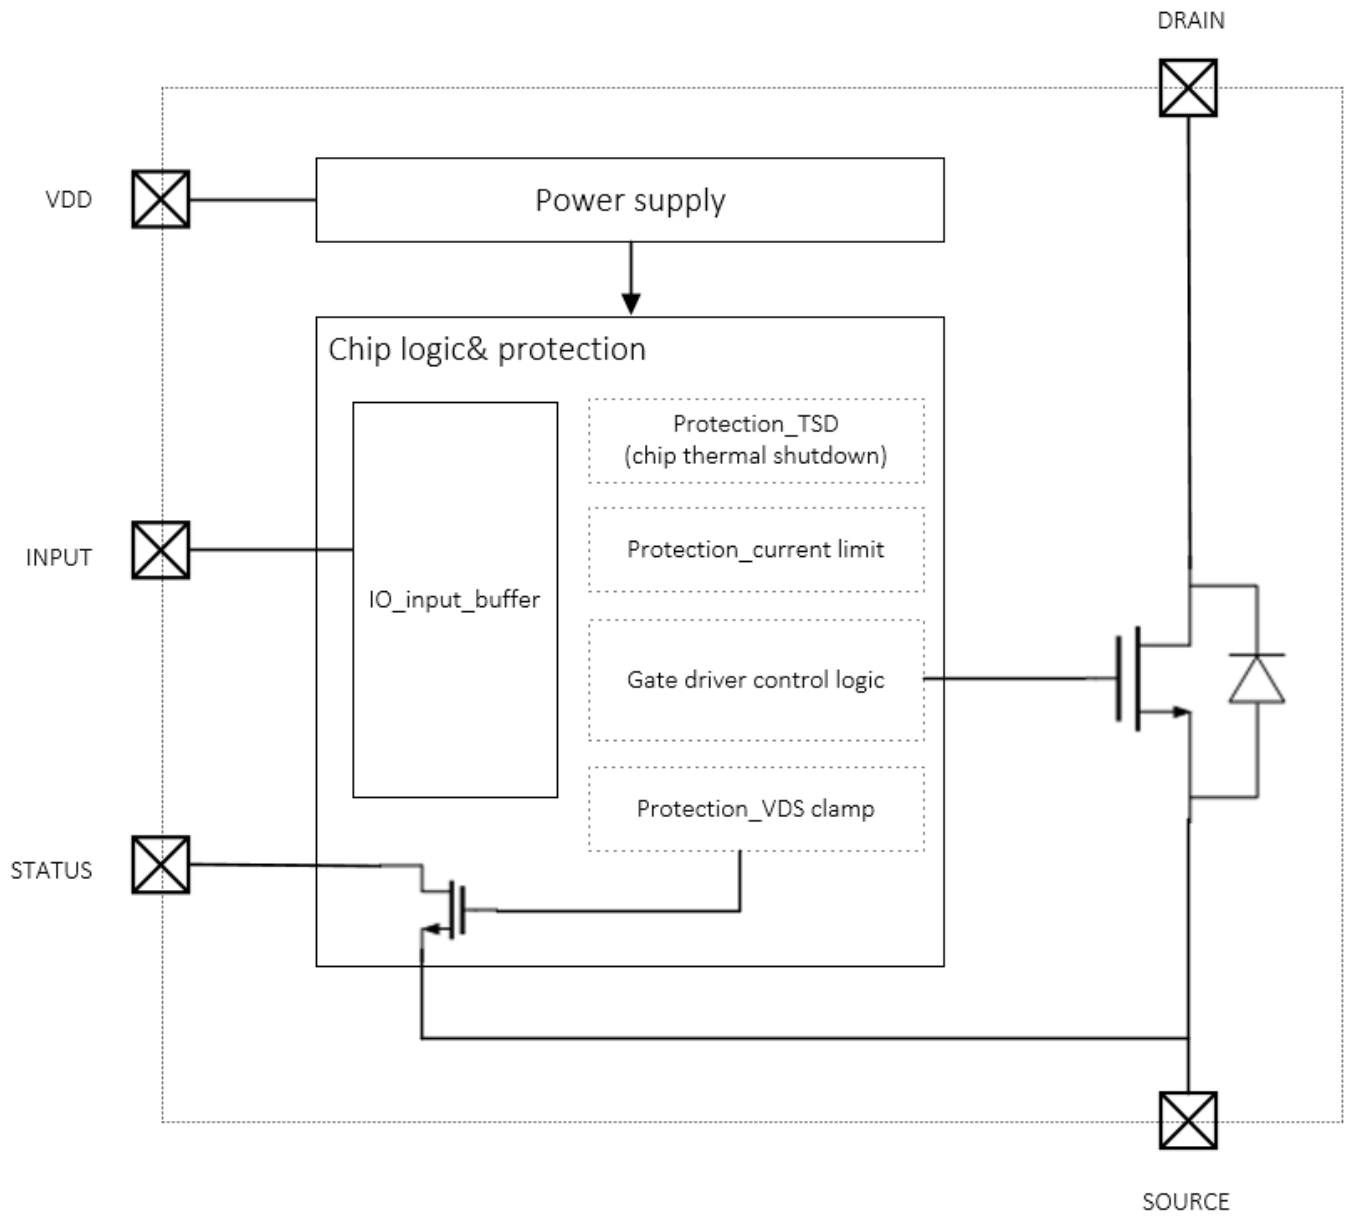 DRAIN
VDD
Power supply
Chip logic& protection
Protection_TSD
(chip thermal shutdown)
Protection_current limit
INPUT
IO_input_buffer
Gate driver control logic
Protection_VDS clamp
STATUS
SOURCE